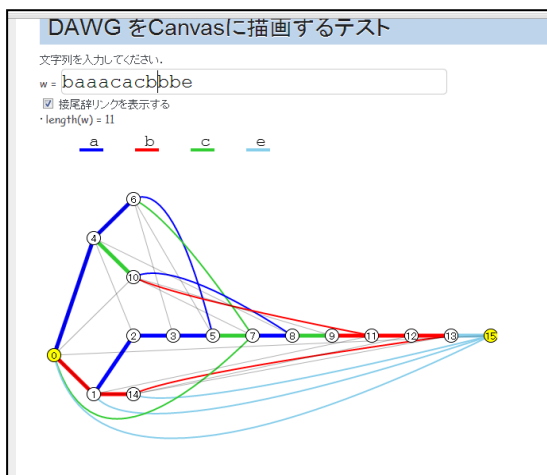 DAWG をCanvasに描画するテスト
文字列を入力してください.
w = baaacacbbbe
接尾辞リンクを表示する
・length(w) = 11
a b c e
6
4
10
2 3 5 7 8 9 11 12 13 15
0
1 14